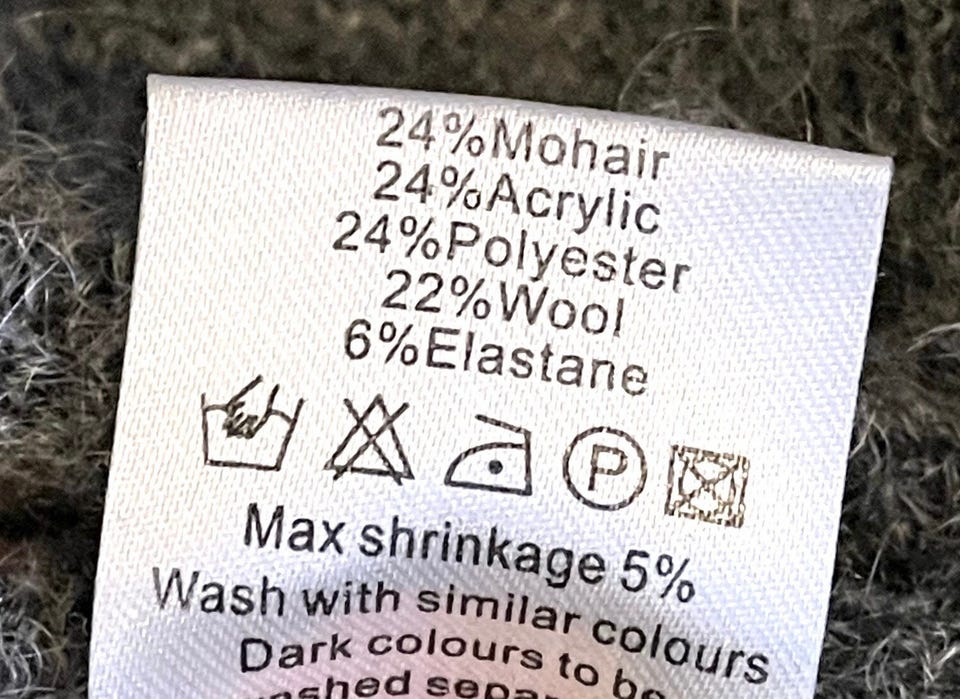 24%Mohair
24%Acrylic
24%Polyester
22%Wool
6%Elastane
P
Max shrinkage 5%
Wash with similar colours
Dark colours to be